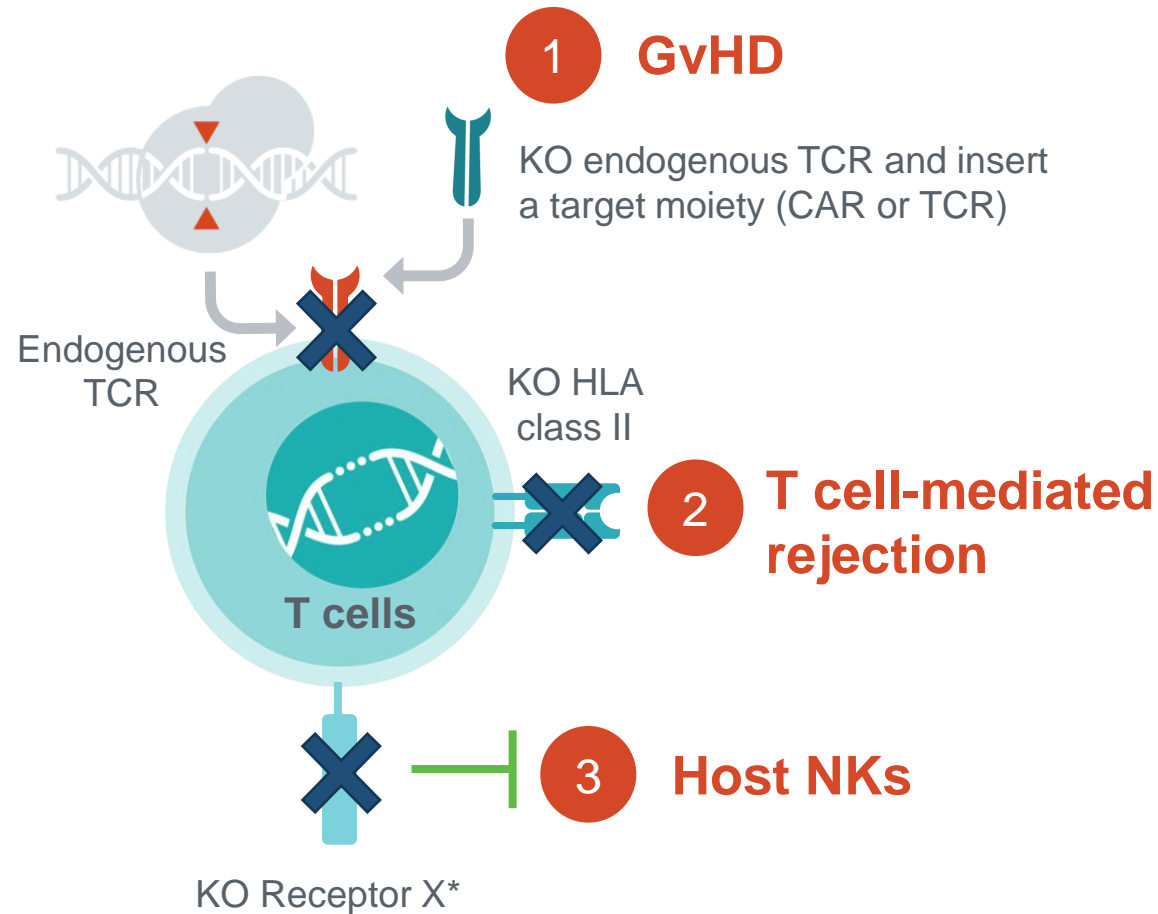 1
GvHD
KO endogenous TCR and insert
a target moiety (CAR or TCR)
Endogenous
TCR
KO HLA
class II
2
T cell-mediated
rejection
T cells
3
Host NKs
KO Receptor X*